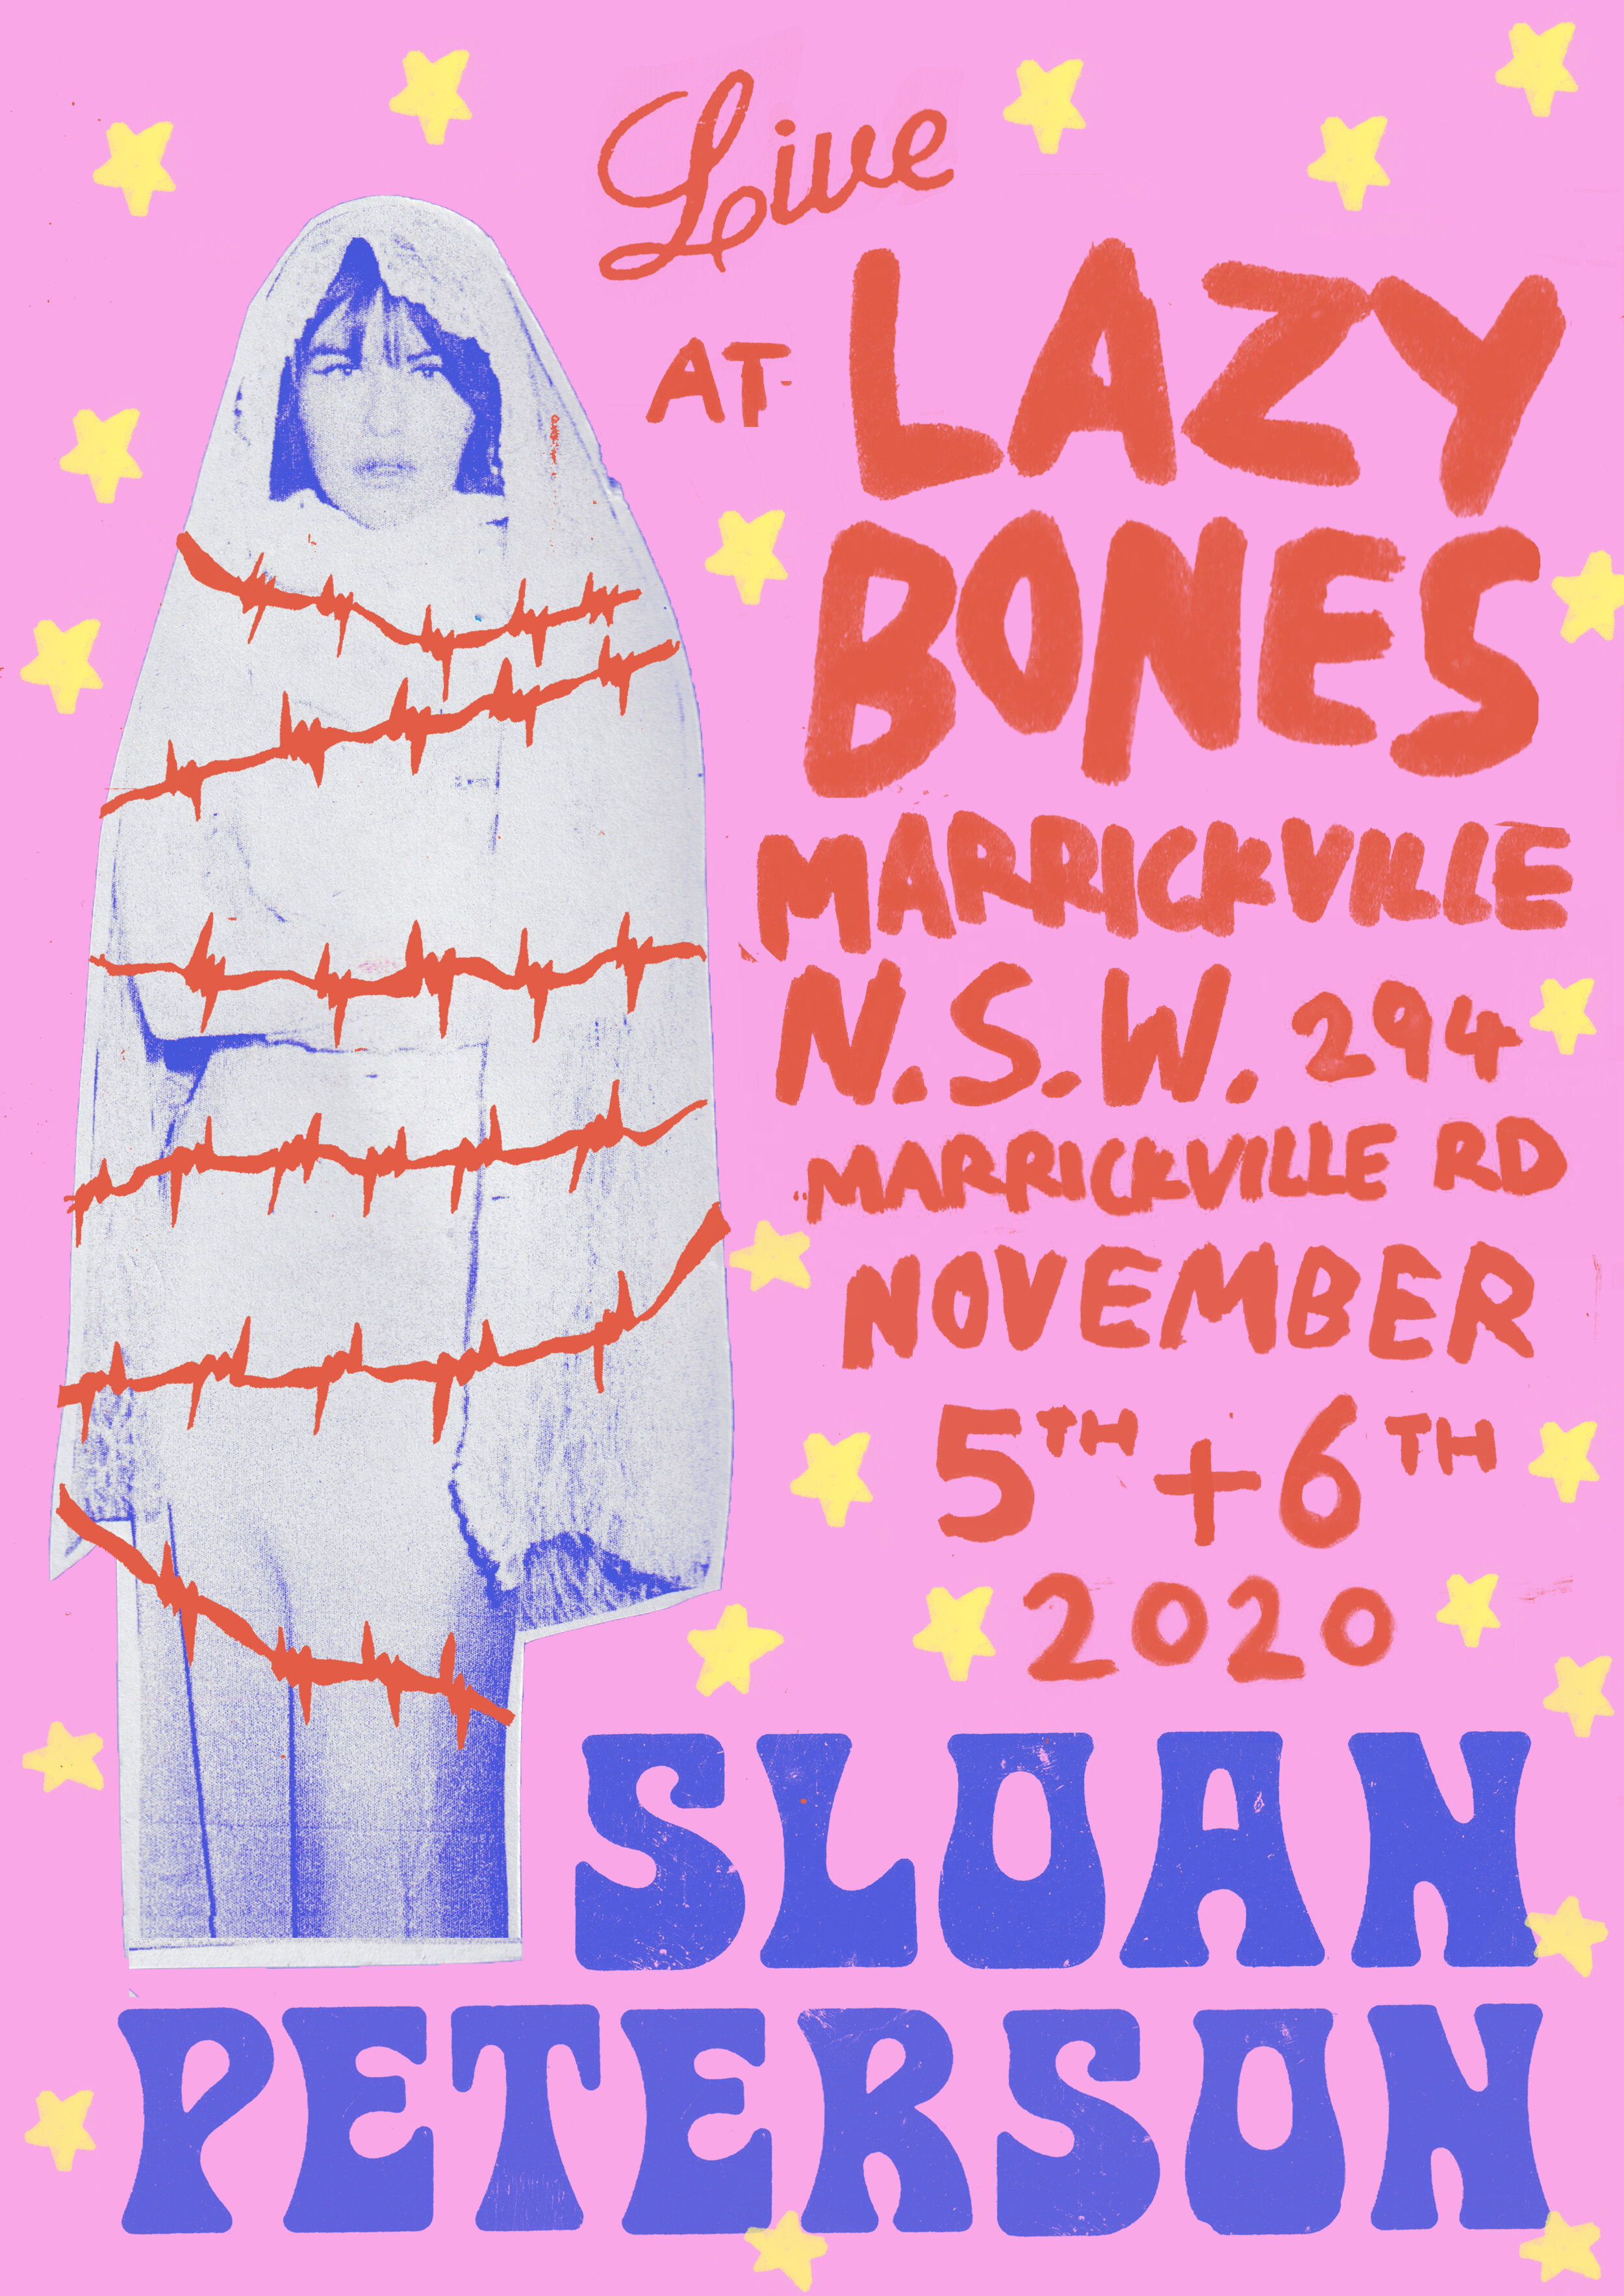 Live
AT LAZY
BONES
MARRICKVILLE
N.S.W. 294
MARRICKVILLE RD
NOVEMBER
5TH + 6TH
2020
SLOAN
PETERSON